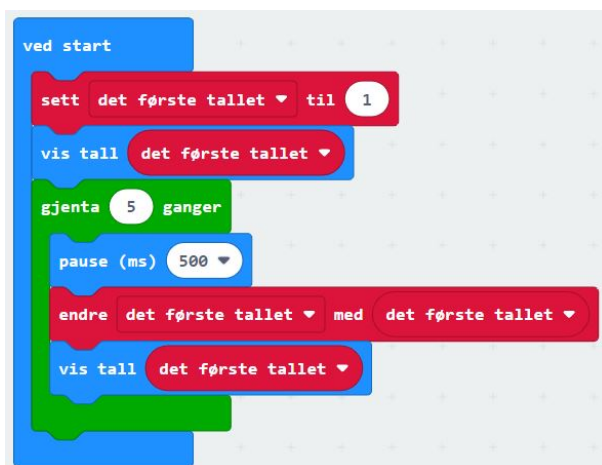 ved start
sett det første tallet til 1
vis tall det første tallet
gjenta 5 ganger
pause (ms) 500
endre det første tallet med det første tallet
vis tall det første tallet